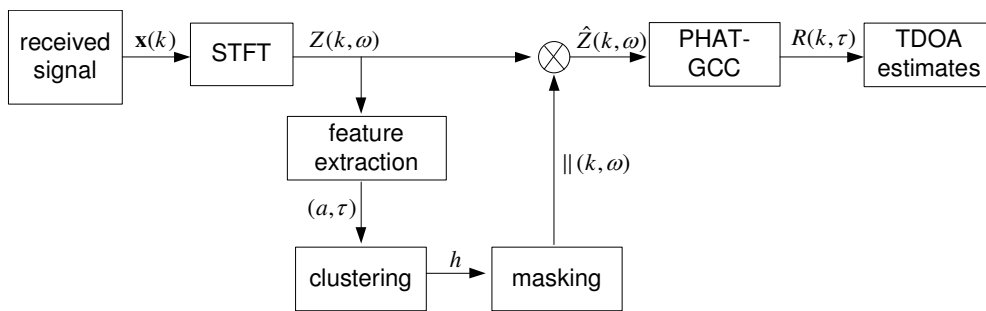 received
signal
𝐱(k)
STFT
Z(k,ω)
Ẑ(k,ω)
PHAT-
GCC
R(k,τ)
TDOA
estimates
feature
extraction
||(k,ω)
(a,τ)
clustering
h
masking